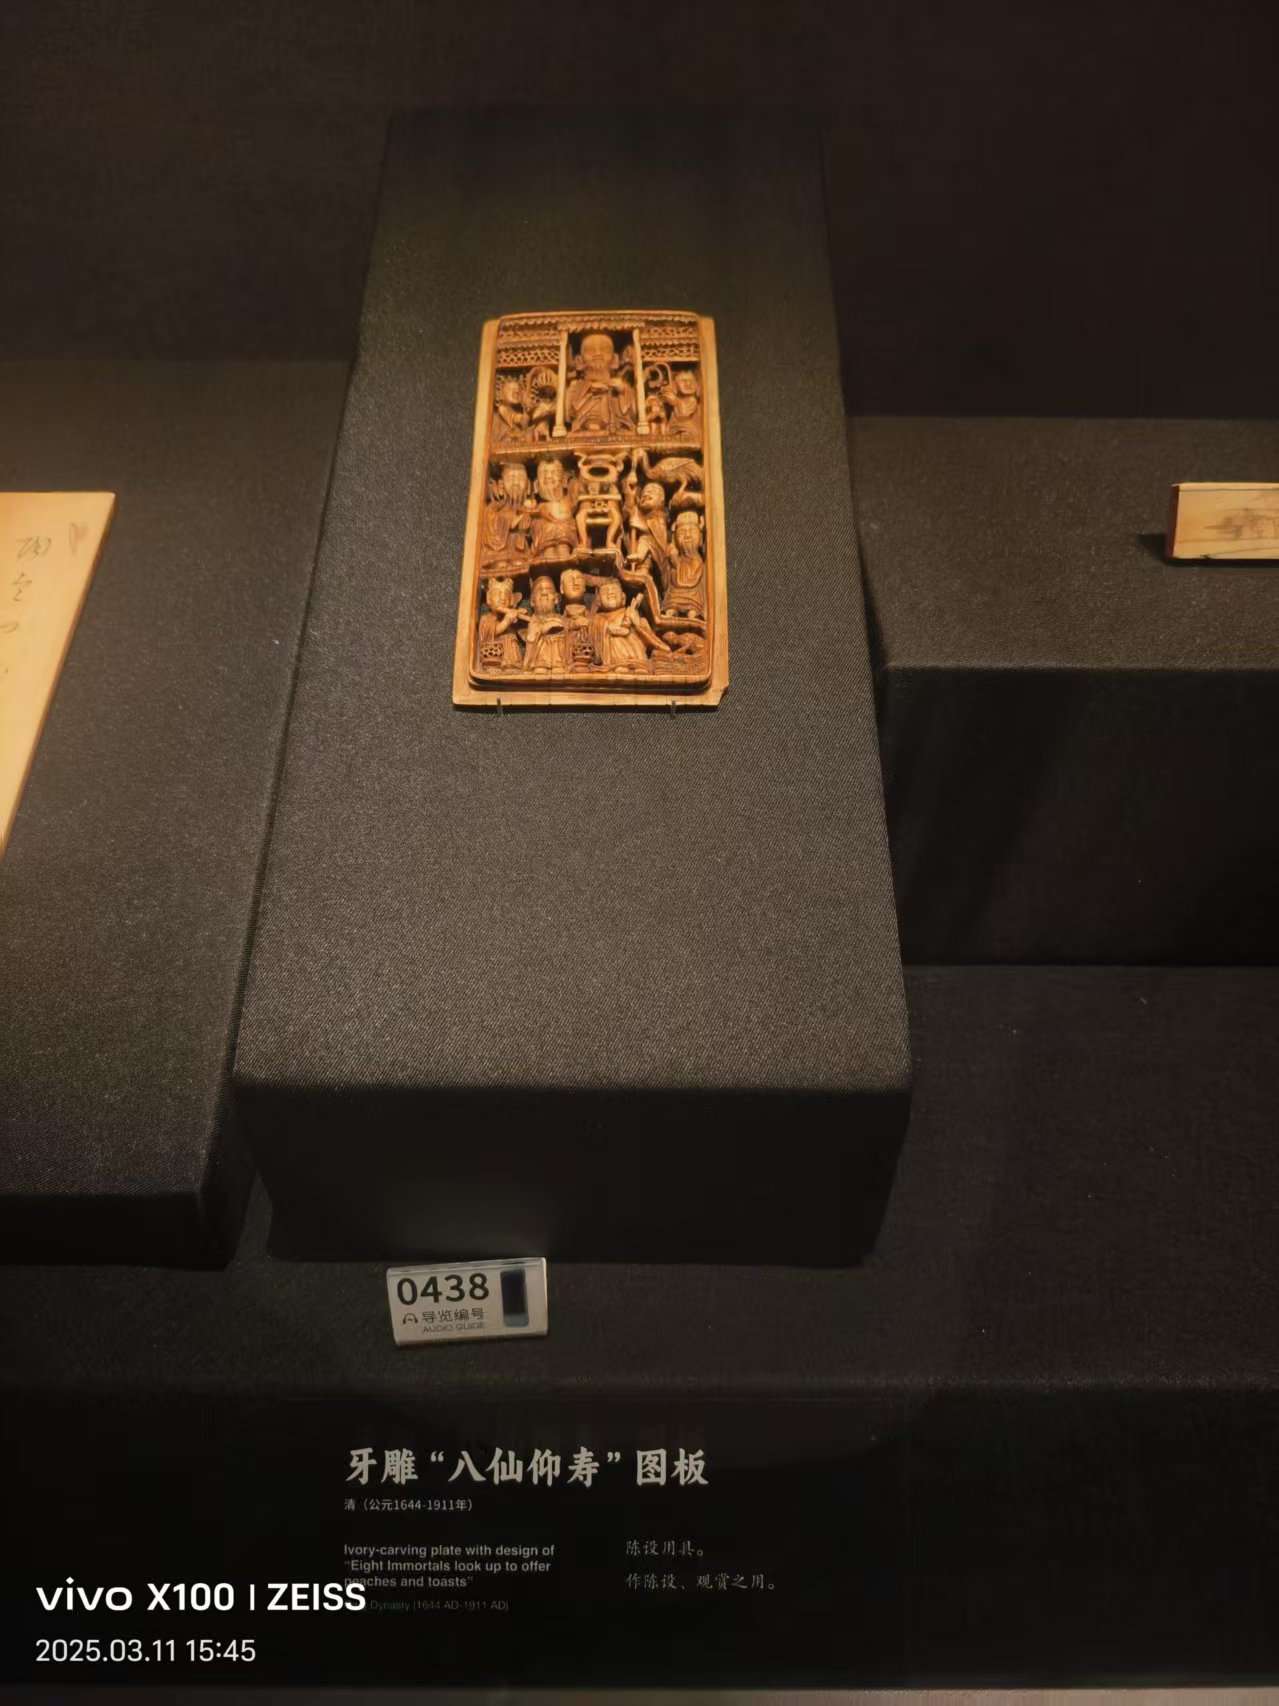 0438
导览编号
AUDIO GUIDE
牙雕“八仙仰寿”图板
清（公元1644-1911年）
Ivory-carving plate with design of
"Eight Immortals look up to offer
peaches and toasts"
Dynasty (1644 AD-1911 AD)
陈设用具。
作陈设、观赏之用。
vivo X100 | ZEISS
2025.03.11 15:45